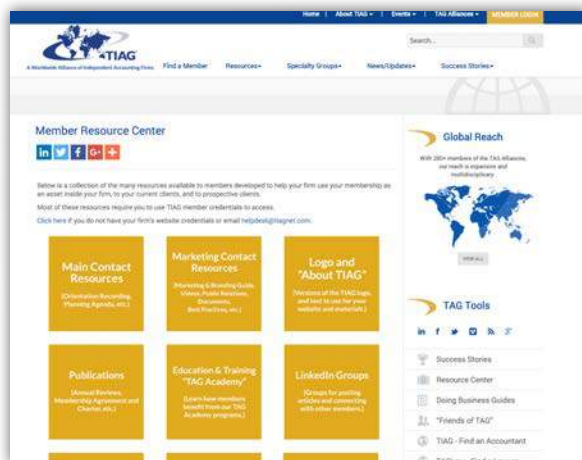 Home | About TIAG | Events | TAG Alliances | MEMBER LOGIN
TIAG
A Worldwide Alliance of Independent Accounting Firms
Search...
Find a Member Resources Specialty Groups News/Updates Success Stories
Member Resource Center
Below is a collection of the many resources available to members developed to help your firm use your membership as
an asset inside your firm, to your current clients, and to prospective clients.
Most of these resources require you to use TIAG member credentials to access.
Click here if you do not have your firm's website credentials or email helpdesk@tiagnet.com.
Main Contact
Resources
(Orientation Recording,
Planning Agenda, etc.)
Marketing Contact
Resources
(Marketing & Branding Guide,
Videos, Public Relations,
Documents,
Best Practices, etc.)
Logo and
"About TIAG"
(Versions of the TIAG logo,
and text to use for your
website and materials.)
Publications
(Annual Reviews,
Membership Agreement and
Charter, etc.)
Education & Training
"TAG Academy"
(Learn how members
benefit from our TAG
Academy programs.)
LinkedIn Groups
(Groups for posting
articles and connecting
with other members.)
Global Reach
With 280+ members of the TAG Alliances,
our reach is expansive and
multidisciplinary
VIEW ALL
TAG Tools
Success Stories
Resource Center
Doing Business Guides
"Friends of TAG"
TIAG - Find an Accountant